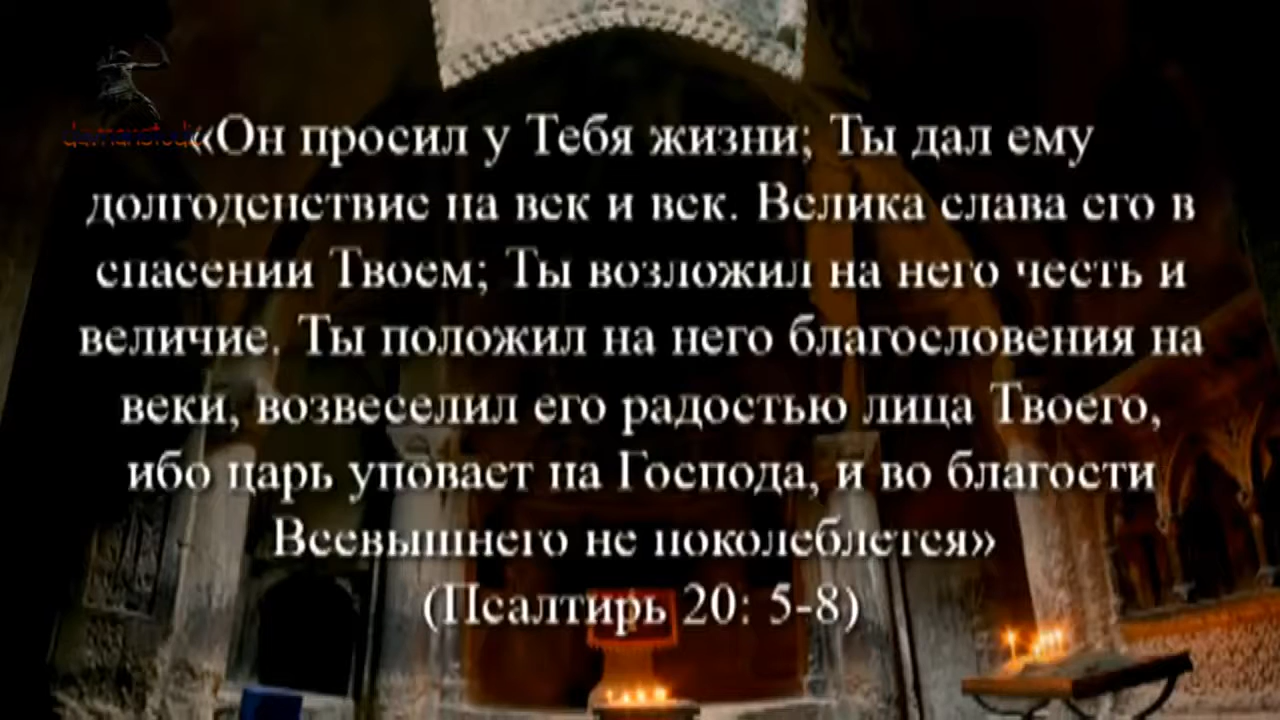 «Он просил у Тебя жизни; Ты дал ему
долгоденствие на век и век. Велика слава его в
спасении Твоем; Ты возложил на него честь и
величие. Ты положил на него благословения на
веки, возвеселил его радостью лица Твоего,
ибо царь уповает на Господа, и во благости
Всевышнего не поколеблется»
(Псалтирь 20: 5-8)